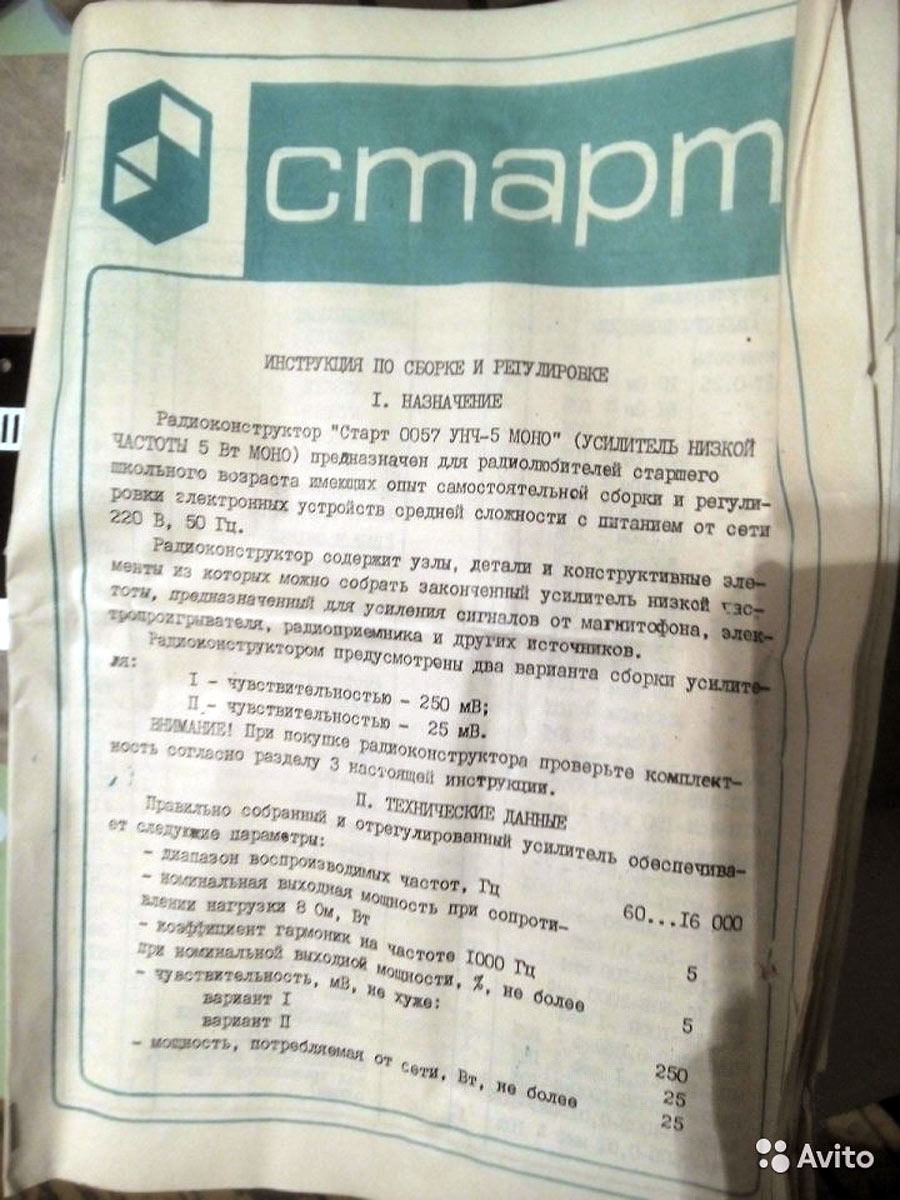 старт
ИНСТРУКЦИЯ ПО СБОРКЕ И РЕГУЛИРОВКЕ
I. НАЗНАЧЕНИЕ
Радиоконструктор "Старт 0057 УНЧ-5 МОНО" (УСИЛИТЕЛЬ НИЗКОЙ
ЧАСТОТЫ 5 Вт МОНО) предназначен для радиолюбителей старшего
школьного возраста имеющих опыт самостоятельной сборки и регули-
ровки электронных устройств средней сложности с питанием от сети
220 В, 50 Гц.
Радиоконструктор содержит узлы, детали и конструктивные эле-
менты из которых можно собрать законченный усилитель низкой час-
тоты, предназначенный для усиления сигналов от магнитофона, элек-
тропроигрывателя, радиоприемника и других источников.
Радиоконструктором предусмотрены два варианта сборки усилите-
ля:
I - чувствительностью - 250 мВ;
II - чувствительностью - 25 мВ.
ВНИМАНИЕ! При покупке радиоконструктора проверьте комплект-
ность согласно разделу 3 настоящей инструкции.
II. ТЕХНИЧЕСКИЕ ДАННЫЕ
Правильно собранный и отрегулированный усилитель обеспечива-
ет следующие параметры:
- диапазон воспроизводимых частот, Гц 60...16 000
- номинальная выходная мощность при сопроти-
влении нагрузки 8 Ом, Вт 5
- коэффициент гармоник на частоте 1000 Гц
при номинальной выходной мощности, %, не более 5
- чувствительность, мВ, не хуже:
вариант I 250
вариант II 25
- мощность, потребляемая от сети, Вт, не более 25
Avito